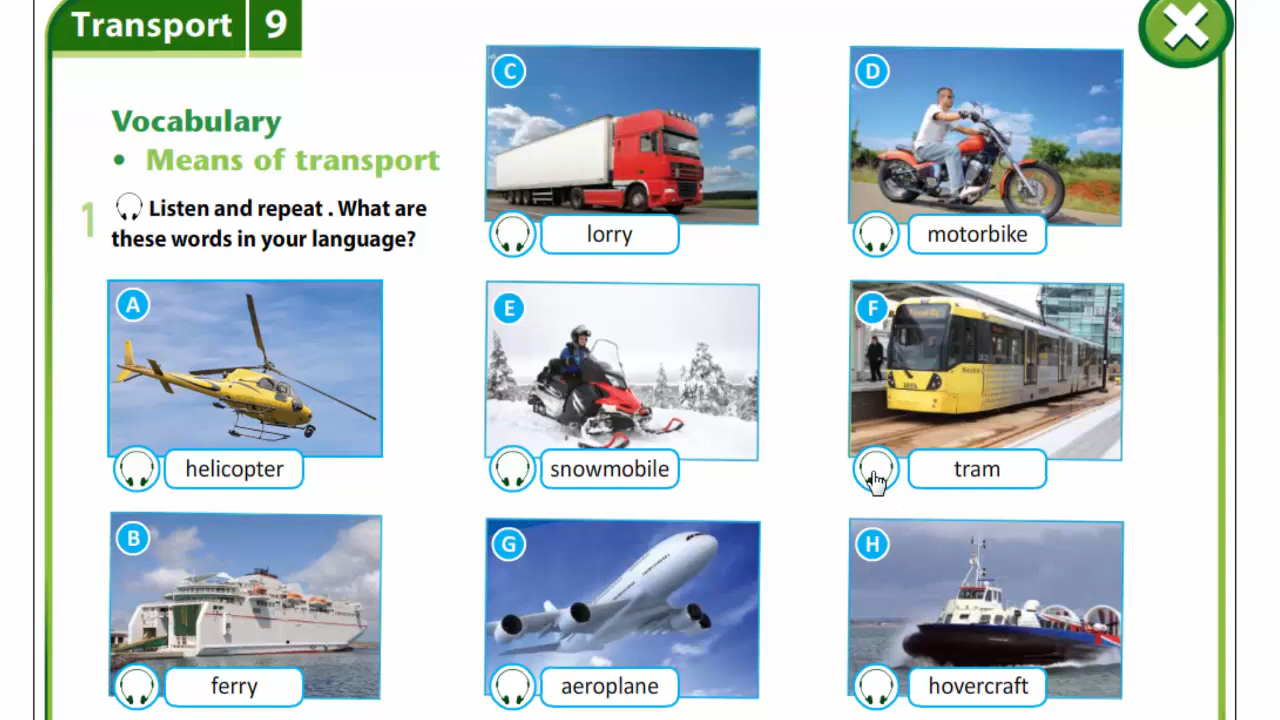 Transport 9
Vocabulary
• Means of transport
1 Listen and repeat . What are
these words in your language?
A
helicopter
B
ferry
C
lorry
D
motorbike
E
snowmobile
F
tram
G
aeroplane
H
hovercraft